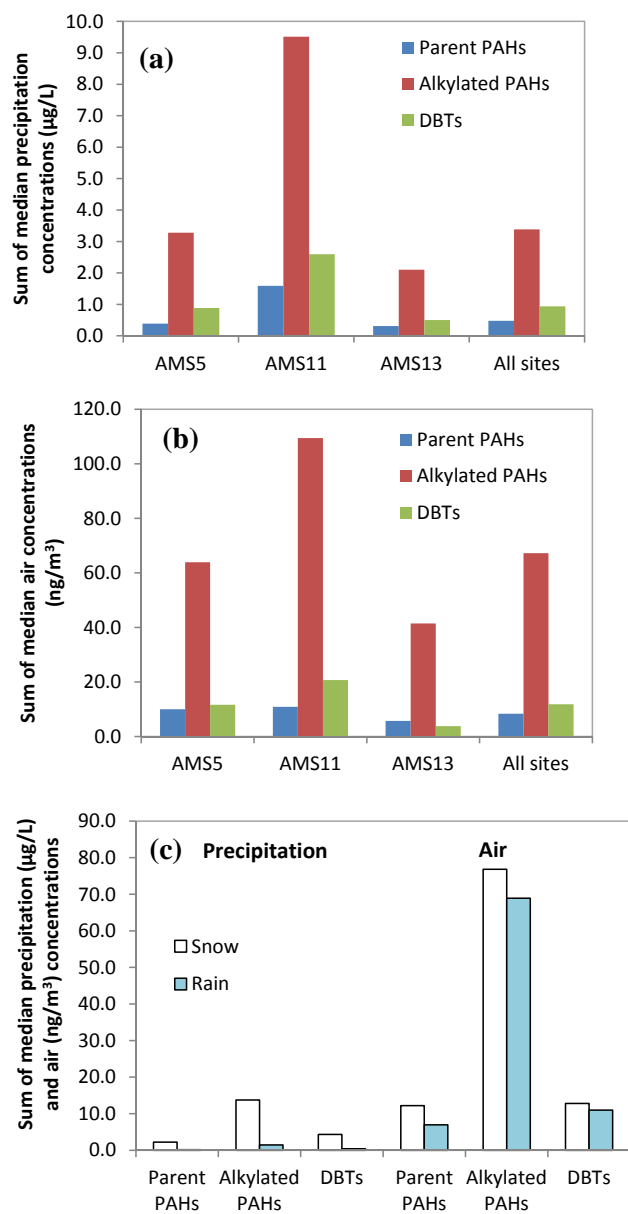 (a)
Sum of median precipitation
concentrations (µg/L)
10.0
9.0
8.0
7.0
6.0
5.0
4.0
3.0
2.0
1.0
0.0
Parent PAHs
Alkylated PAHs
DBTs
AMS5 AMS11 AMS13 All sites
(b)
Sum of median air concentrations
(ng/m³)
120.0
100.0
80.0
60.0
40.0
20.0
0.0
Parent PAHs
Alkylated PAHs
DBTs
AMS5 AMS11 AMS13 All sites
(c) Precipitation Air
Sum of median precipitation (µg/L)
and air (ng/m³) concentrations
90.0
80.0
70.0
60.0
50.0
40.0
30.0
20.0
10.0
0.0
Snow
Rain
Parent Alkylated DBTs Parent Alkylated DBTs
PAHs PAHs PAHs PAHs